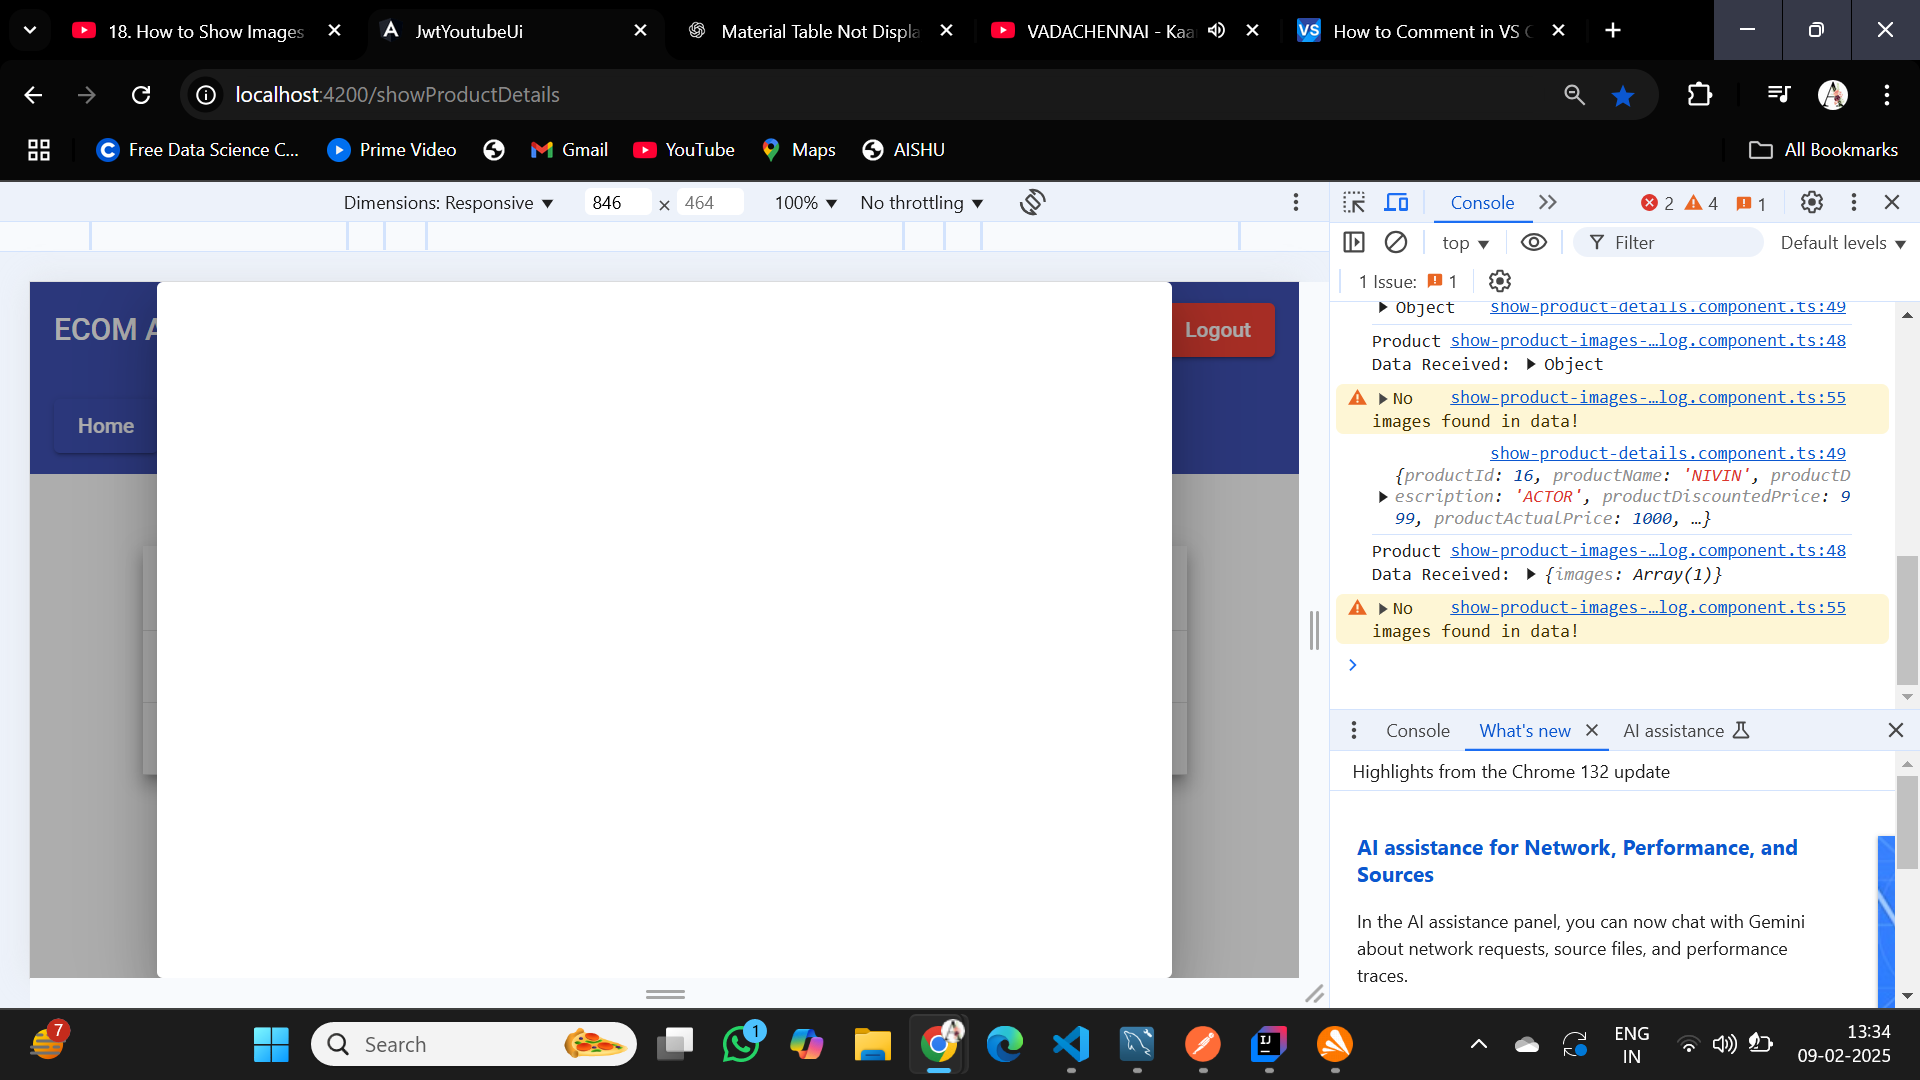 18. How to Show Images
JwtYoutubeUi
Material Table Not Displa
VADACHENNAI - Kaa
VS How to Comment in VS C
localhost:4200/showProductDetails
Free Data Science C...
Prime Video
Gmail
YouTube
Maps
AISHU
All Bookmarks
Dimensions: Responsive
846 × 464
100%
No throttling
Console
2
4
1
top
Filter
Default levels
1 Issue: 1
ECOM A
Logout
Home
Object show-product-details.component.ts:49
Product show-product-images-…log.component.ts:48
Data Received: Object
No show-product-images-…log.component.ts:55
images found in data!
show-product-details.component.ts:49
{productId: 16, productName: 'NIVIN', productD
escription: 'ACTOR', productDiscountedPrice: 9
99, productActualPrice: 1000, …}
Product show-product-images-…log.component.ts:48
Data Received: {images: Array(1)}
No show-product-images-…log.component.ts:55
images found in data!
Console
What's new
AI assistance
Highlights from the Chrome 132 update
AI assistance for Network, Performance, and
Sources
In the AI assistance panel, you can now chat with Gemini
about network requests, source files, and performance
traces.
7
Search
1
IJ
ENG
IN
13:34
09-02-2025